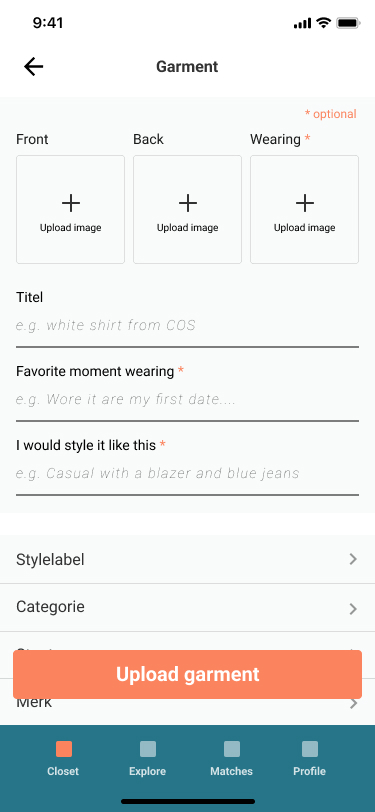 9:41
Garment
* optional
Front Back Wearing *
Upload image Upload image Upload image
Titel
e.g. white shirt from COS
Favorite moment wearing *
e.g. Wore it are my first date....
I would style it like this *
e.g. Casual with a blazer and blue jeans
Stylelabel
Categorie
Upload garment
Merk
Closet Explore Matches Profile